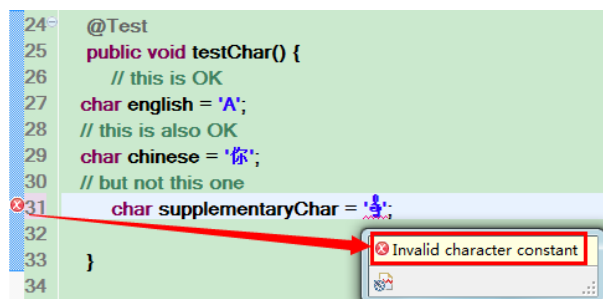 24 @Test
25 public void testChar() {
26 // this is OK
27 char english = 'A';
28 // this is also OK
29 char chinese = '你';
30 // but not this one
31 char supplementaryChar = ' ';
32
Invalid character constant
33 }
34